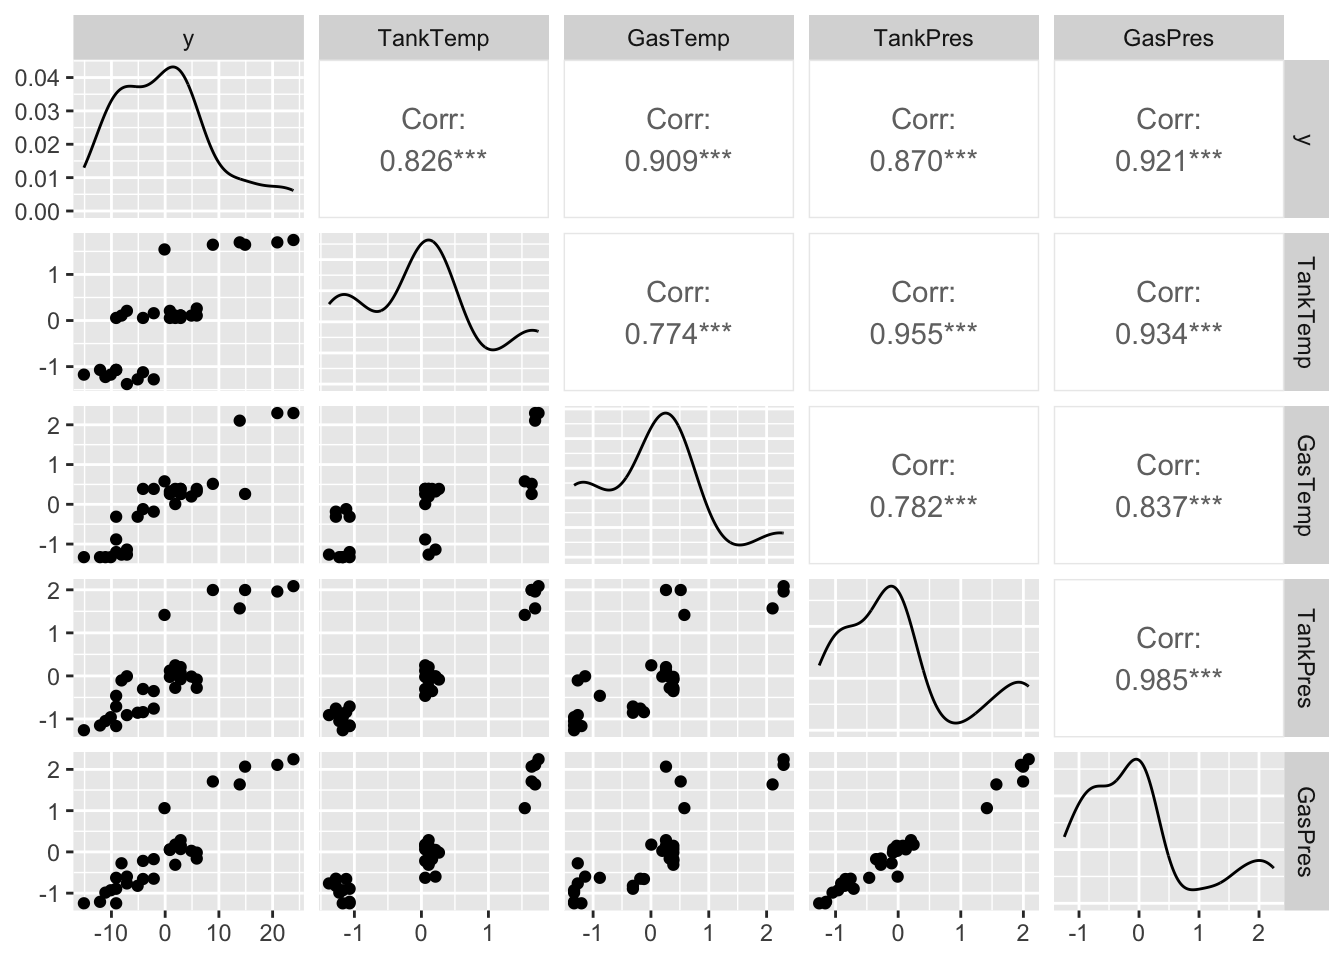 y TankTemp GasTemp TankPres GasPres
0.04
0.03
0.02
0.01
0.00
Corr:
0.826***
Corr:
0.909***
Corr:
0.870***
Corr:
0.921***
y
1
0
-1
Corr:
0.774***
Corr:
0.955***
Corr:
0.934***
TankTemp
2
1
0
-1
Corr:
0.782***
Corr:
0.837***
GasTemp
2
1
0
-1
Corr:
0.985***
TankPres
2
1
0
-1
GasPres
-10 0 10 20 -1 0 1 -1 0 1 2 -1 0 1 2 -1 0 1 2